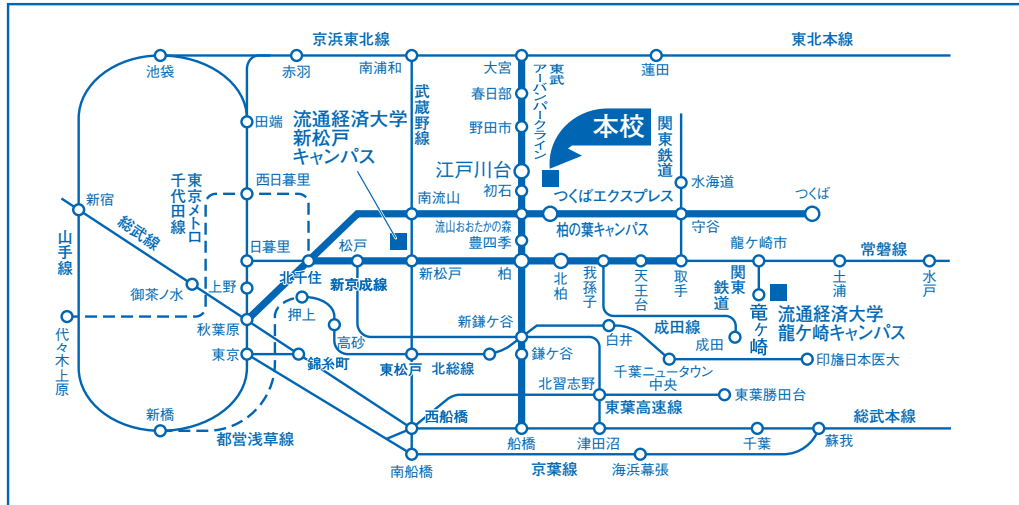 京浜東北線
東北本線
池袋
赤羽
南浦和
大宮
蓮田
東武
アーバンパークライン
春日部
武蔵野線
田端
流通経済大学
新松戸
キャンパス
野田市
本校
関東鉄道
江戸川台
西日暮里
東京メトロ
千代田線
初石
水海道
新宿
南流山
つくばエクスプレス
つくば
総武線
流山おおたかの森
柏の葉キャンパス
守谷
山手線
日暮里
松戸
豊四季
龍ケ崎市
常磐線
北千住
新京成線
新松戸
柏
北柏
我孫子
天王台
取手
関東
鉄道
土浦
水戸
御茶ノ水
上野
押上
竜ヶ崎
流通経済大学
龍ケ崎キャンパス
代々木上原
秋葉原
高砂
新鎌ケ谷
白井
成田線
成田
東京
錦糸町
東松戸
北総線
鎌ケ谷
千葉ニュータウン
中央
印旛日本医大
北習志野
東葉勝田台
新橋
西船橋
東葉高速線
総武本線
都営浅草線
船橋
津田沼
千葉
蘇我
南船橋
京葉線
海浜幕張